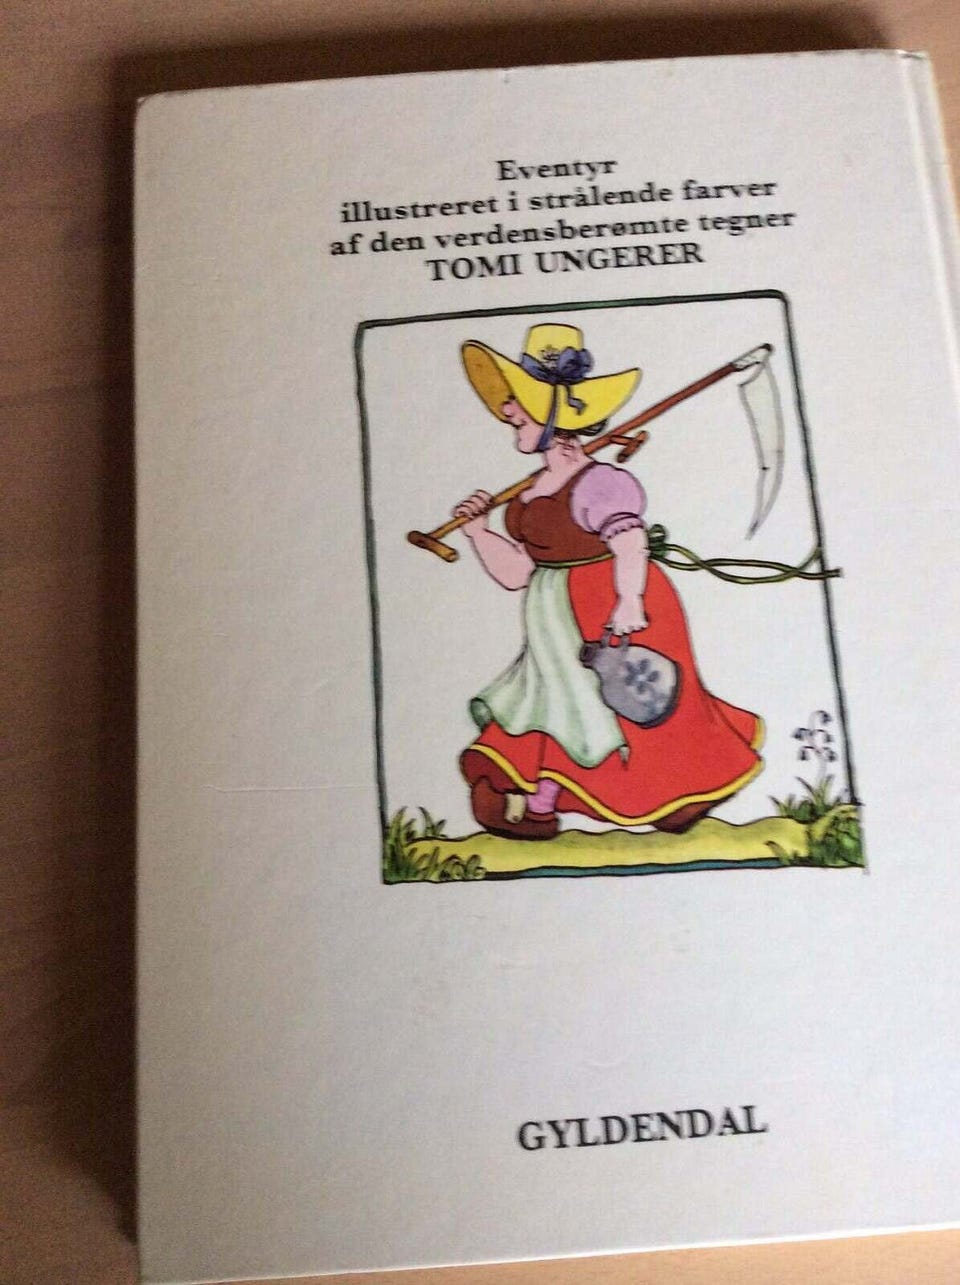 Eventyr
illustreret i strålende farver
af den verdensberømte tegner
TOMI UNGERER
GYLDENDAL